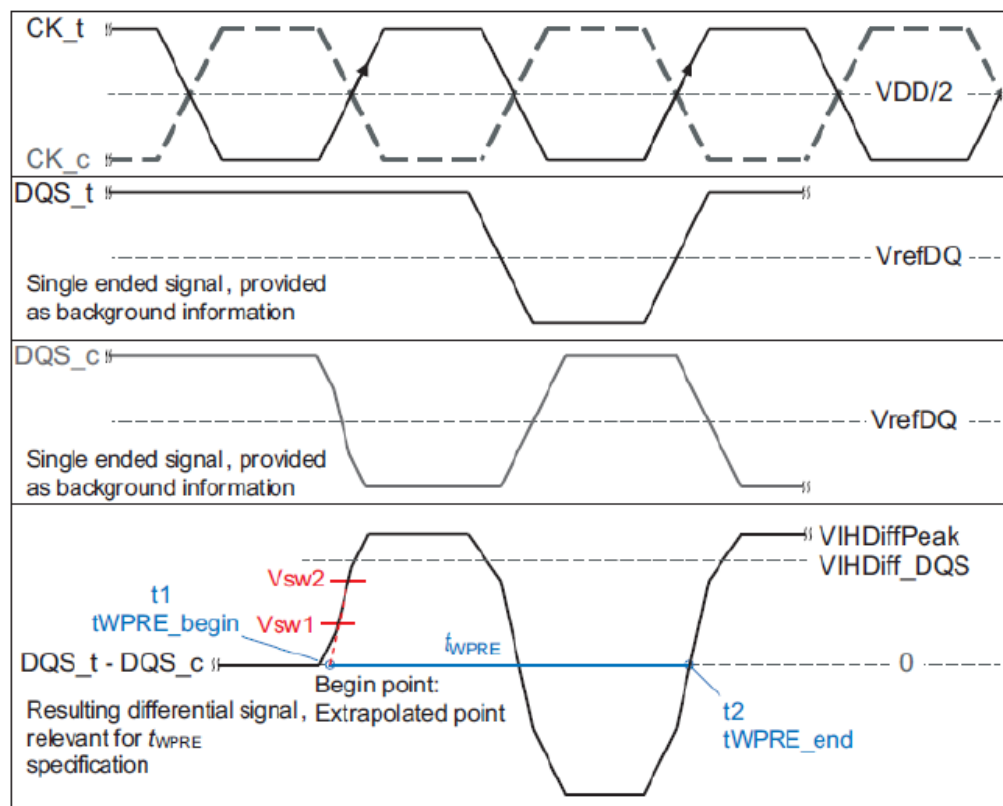 CK_t
VDD/2
CK_c
DQS_t
VrefDQ
Single ended signal, provided
as background information
DQS_c
VrefDQ
Single ended signal, provided
as background information
VIHDiffPeak
VIHDiff_DQS
Vsw2
t1
tWPRE_begin
Vsw1
tWPRE
DQS_t - DQS_c
0
Begin point:
Extrapolated point
Resulting differential signal,
relevant for tWPRE
specification
t2
tWPRE_end